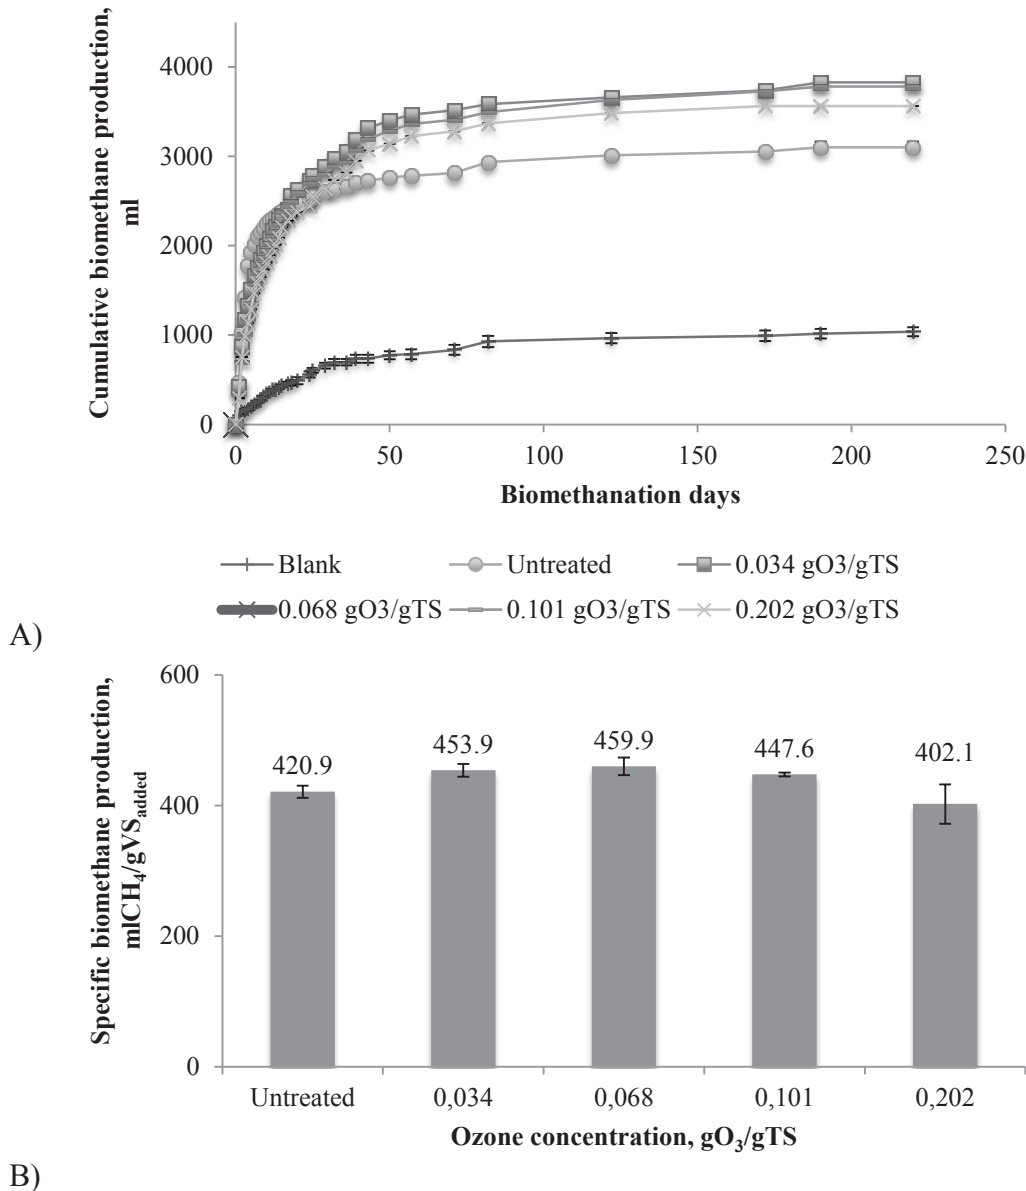 Cumulative biomethane production,
ml
4000
3000
2000
1000
0
0 50 100 150 200 250
Biomethanation days
Blank Untreated 0.034 gO3/gTS
0.068 gO3/gTS 0.101 gO3/gTS 0.202 gO3/gTS
A)
Specific biomethane production,
mlCH₄/gVSadded
600
400
200
0
420.9 453.9 459.9 447.6 402.1
Untreated 0,034 0,068 0,101 0,202
Ozone concentration, gO₃/gTS
B)